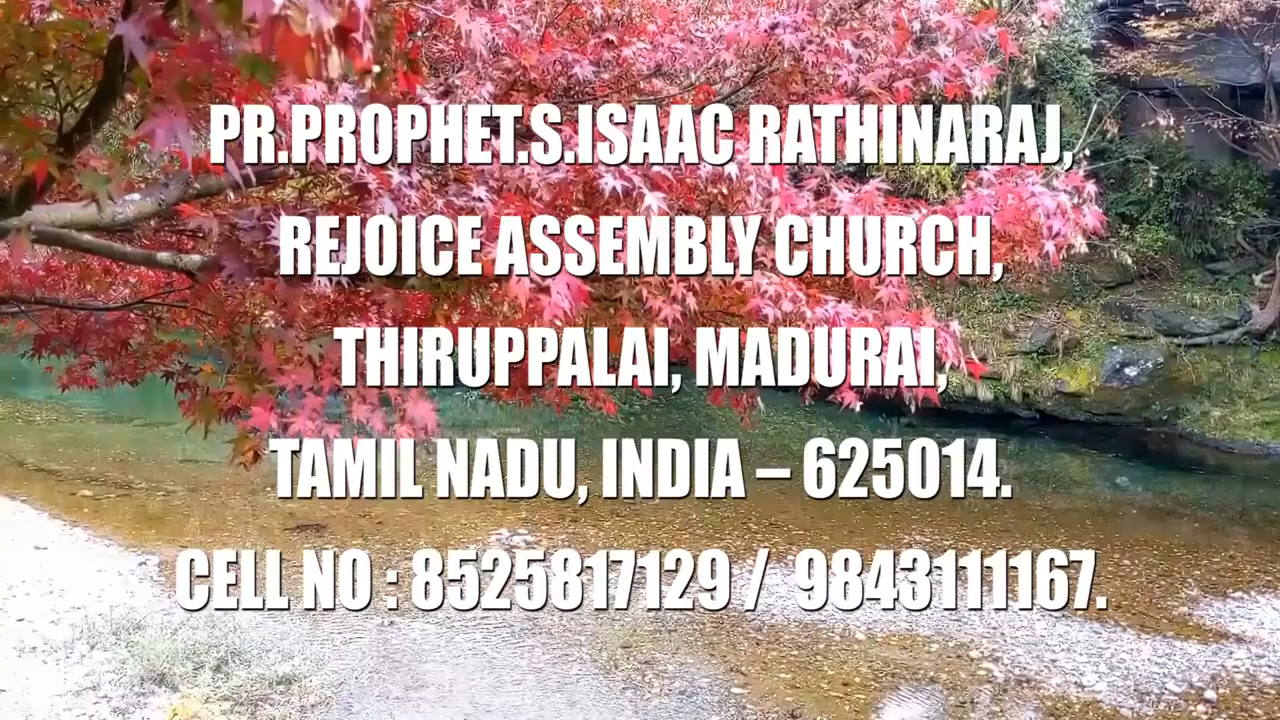 PR.PROPHET.S.ISAAC RATHINARAJ,
REJOICE ASSEMBLY CHURCH,
THIRUPPALAI, MADURAI,
TAMIL NADU, INDIA – 625014.
CELL NO : 8525817129 / 9843111167.